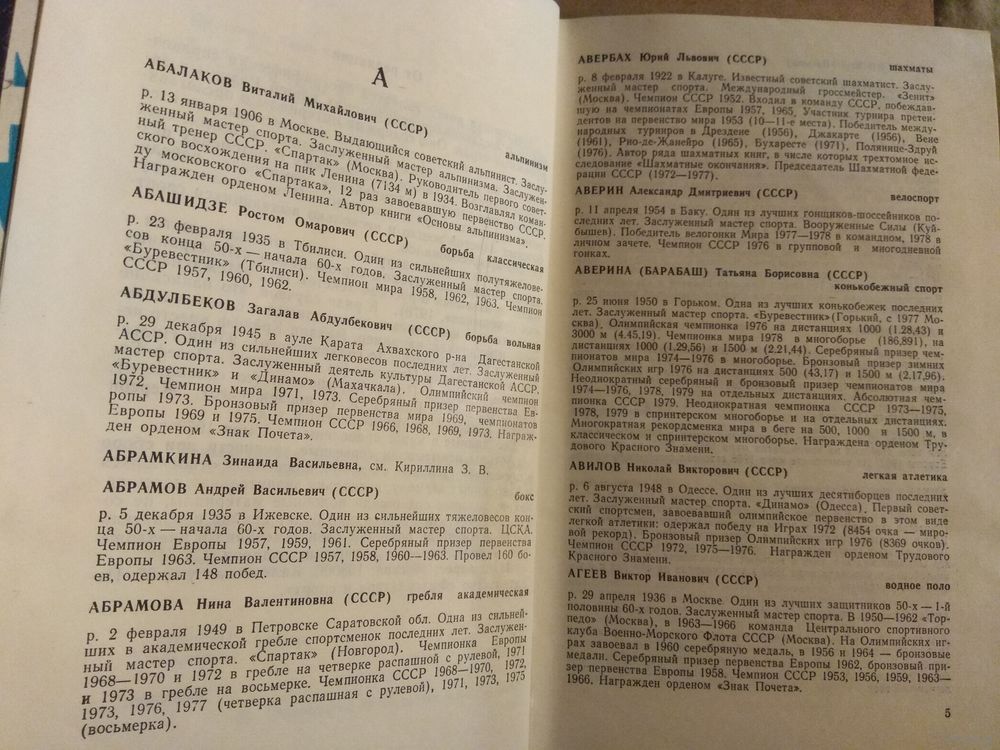 А
АБАЛАКОВ Виталий Михайлович (СССР)
альпинизм
р. 13 января 1906 в Москве. Выдающийся советский альпинист. Заслу-
женный мастер спорта. Заслуженный мастер альпинизма. Заслужен-
ный тренер СССР. «Спартак» (Москва). Руководитель первого совет-
ского восхождения на пик Ленина (7134 м) в 1934. Возглавлял коман-
ду московского «Спартака», 12 раз завоевавшую первенство СССР.
Награжден орденом Ленина. Автор книги «Основы альпинизма».
АБАШИДЗЕ Ростом Омарович (СССР) борьба классическая
р. 23 февраля 1935 в Тбилиси. Один из сильнейших полутяжелове-
сов конца 50-х — начала 60-х годов. Заслуженный мастер спорта.
«Буревестник» (Тбилиси). Чемпион мира 1958, 1962, 1963. Чемпион
СССР 1957, 1960, 1962.
АБДУЛБЕКОВ Загалав Абдулбекович (СССР) борьба вольная
р. 29 декабря 1945 в ауле Карата Ахвахского р-на Дагестанской
АССР. Один из сильнейших легковесов последних лет. Заслуженный
мастер спорта. Заслуженный деятель культуры Дагестанской АССР.
«Буревестник» и «Динамо» (Махачкала). Олимпийский чемпион
1972. Чемпион мира 1971, 1973. Серебряный призер первенства Ев-
ропы 1973. Бронзовый призер первенства мира 1969, чемпионатов
Европы 1969 и 1975. Чемпион СССР 1966, 1968, 1969, 1973. Награж-
ден орденом «Знак Почета».
АБРАМКИНА Зинаида Васильевна, см. Кириллина З. В.
АБРАМОВ Андрей Васильевич (СССР) бокс
р. 5 декабря 1935 в Ижевске. Один из сильнейших тяжеловесов кон-
ца 50-х — начала 60-х годов. Заслуженный мастер спорта. ЦСКА.
Чемпион Европы 1957, 1959, 1961. Серебряный призер первенства
Европы 1963. Чемпион СССР 1957, 1958, 1960—1963. Провел 160 бо-
ев, одержал 148 побед.
АБРАМОВА Нина Валентиновна (СССР) гребля академическая
р. 2 февраля 1949 в Петровске Саратовской обл. Одна из сильней-
ших в академической гребле спортсменок последних лет. Заслужен-
ный мастер спорта. «Спартак» (Новгород). Чемпионка Европы
1968—1970 и 1972 в гребле на четверке распашной с рулевой, 1971
и 1973 в гребле на восьмерке. Чемпионка СССР 1968—1970, 1972,
1973, 1976, 1977 (четверка распашная с рулевой), 1971, 1973, 1975
(восьмерка).
АВЕРБАХ Юрий Львович (СССР)
шахматы
р. 8 февраля 1922 в Калуге. Известный советский шахматист. Заслу-
женный мастер спорта. Международный гроссмейстер. «Зенит»
(Москва). Чемпион СССР 1952. Входил в команду СССР, побеждав-
шую на чемпионатах Европы 1957, 1965. Участник турнира претен-
дентов на первенство мира 1953 (10—11-е места). Победитель между-
народных турниров в Дрездене (1956), Джакарте (1956), Вене
(1961), Рио-де-Жанейро (1965), Бухаресте (1971), Поляница-Здруй
(1976). Автор ряда шахматных книг, в числе которых трехтомное ис-
следование «Шахматные окончания». Председатель Шахматной феде-
рации СССР (1972—1977).
АВЕРИН Александр Дмитриевич (СССР)
велоспорт
р. 11 апреля 1954 в Баку. Один из лучших гонщиков-шоссейников по-
следних лет. Заслуженный мастер спорта. Вооруженные Силы (Куй-
бышев). Победитель велогонки Мира 1977—1978 в командном, 1978 в
личном зачете. Чемпион СССР 1976 в групповой и многодневной
гонках.
АВЕРИНА (БАРАБАШ) Татьяна Борисовна (СССР)
конькобежный спорт
р. 25 июня 1950 в Горьком. Одна из лучших конькобежек последних
лет. Заслуженный мастер спорта. «Буревестник» (Горький, с 1977 Мо-
сква). Олимпийская чемпионка 1976 на дистанциях 1000 (1.28,43) и
3000 м (4.45,19). Чемпионка мира 1978 в многоборье (186,891), на
дистанциях 1000 (1.29,56) и 1500 м (2.21,44). Серебряный призер чем-
пионатов мира 1974—1976 в многоборье. Бронзовый призер зимних
Олимпийских игр 1976 на дистанциях 500 (43,17) и 1500 м (2.17,96).
Неоднократный серебряный и бронзовый призер чемпионатов мира
1974—1976, 1978, 1979 на отдельных дистанциях. Абсолютная чем-
пионка СССР 1979. Неоднократная чемпионка СССР 1973—1975,
1978, 1979 в спринтерском многоборье и на отдельных дистанциях.
Многократная рекордсменка мира в беге на 500, 1000 и 1500 м, в
классическом и спринтерском многоборье. Награждена орденом Тру-
дового Красного Знамени.
АВИЛОВ Николай Викторович (СССР)
легкая атлетика
р. 6 августа 1948 в Одессе. Один из лучших десятиборцев последних
лет. Заслуженный мастер спорта. «Динамо» (Одесса). Первый совет-
ский спортсмен, завоевавший олимпийское первенство в этом виде
легкой атлетики: одержал победу на Играх 1972 (8454 очка — миро-
вой рекорд). Бронзовый призер Олимпийских игр 1976 (8369 очков).
Чемпион СССР 1972, 1975—1976. Награжден орденом Трудового
Красного Знамени.
АГЕЕВ Виктор Иванович (СССР)
водное поло
р. 29 апреля 1936 в Москве. Один из лучших защитников 50-х — 1-й
половины 60-х годов. Заслуженный мастер спорта. В 1950—1962 «Тор-
педо» (Москва), в 1963—1966 команда Центрального спортивного
клуба Военно-Морского Флота СССР (Москва). На Олимпийских иг-
рах завоевал в 1960 серебряную медаль, в 1956 и 1964 — бронзовые
медали. Серебряный призер первенства Европы 1962, бронзовый при-
зер первенства Европы 1958. Чемпион СССР 1953, 1956, 1959, 1963—
1966. Награжден орденом «Знак Почета».
5